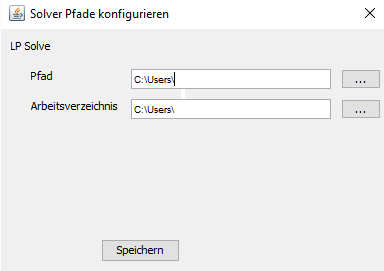 Solver Pfade konfigurieren
LP Solve
Pfad C:\Users\ ...
Arbeitsverzeichnis C:\Users\ ...
Speichern